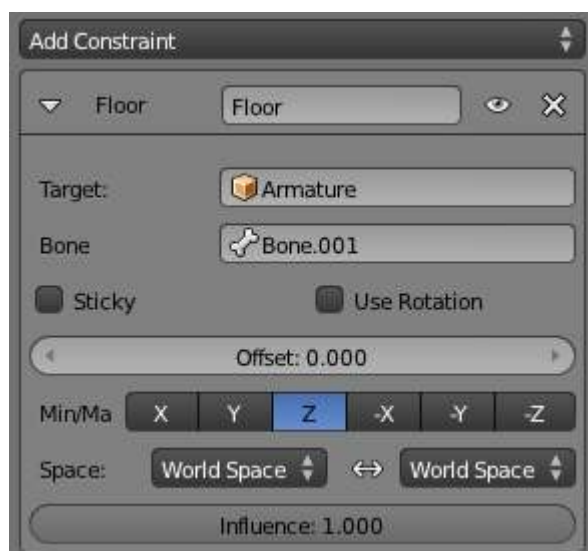 Add Constraint
Floor Floor
Target: Armature
Bone Bone.001
Sticky Use Rotation
Offset: 0.000
Min/Ma X Y Z -X -Y -Z
Space: World Space World Space
Influence: 1.000